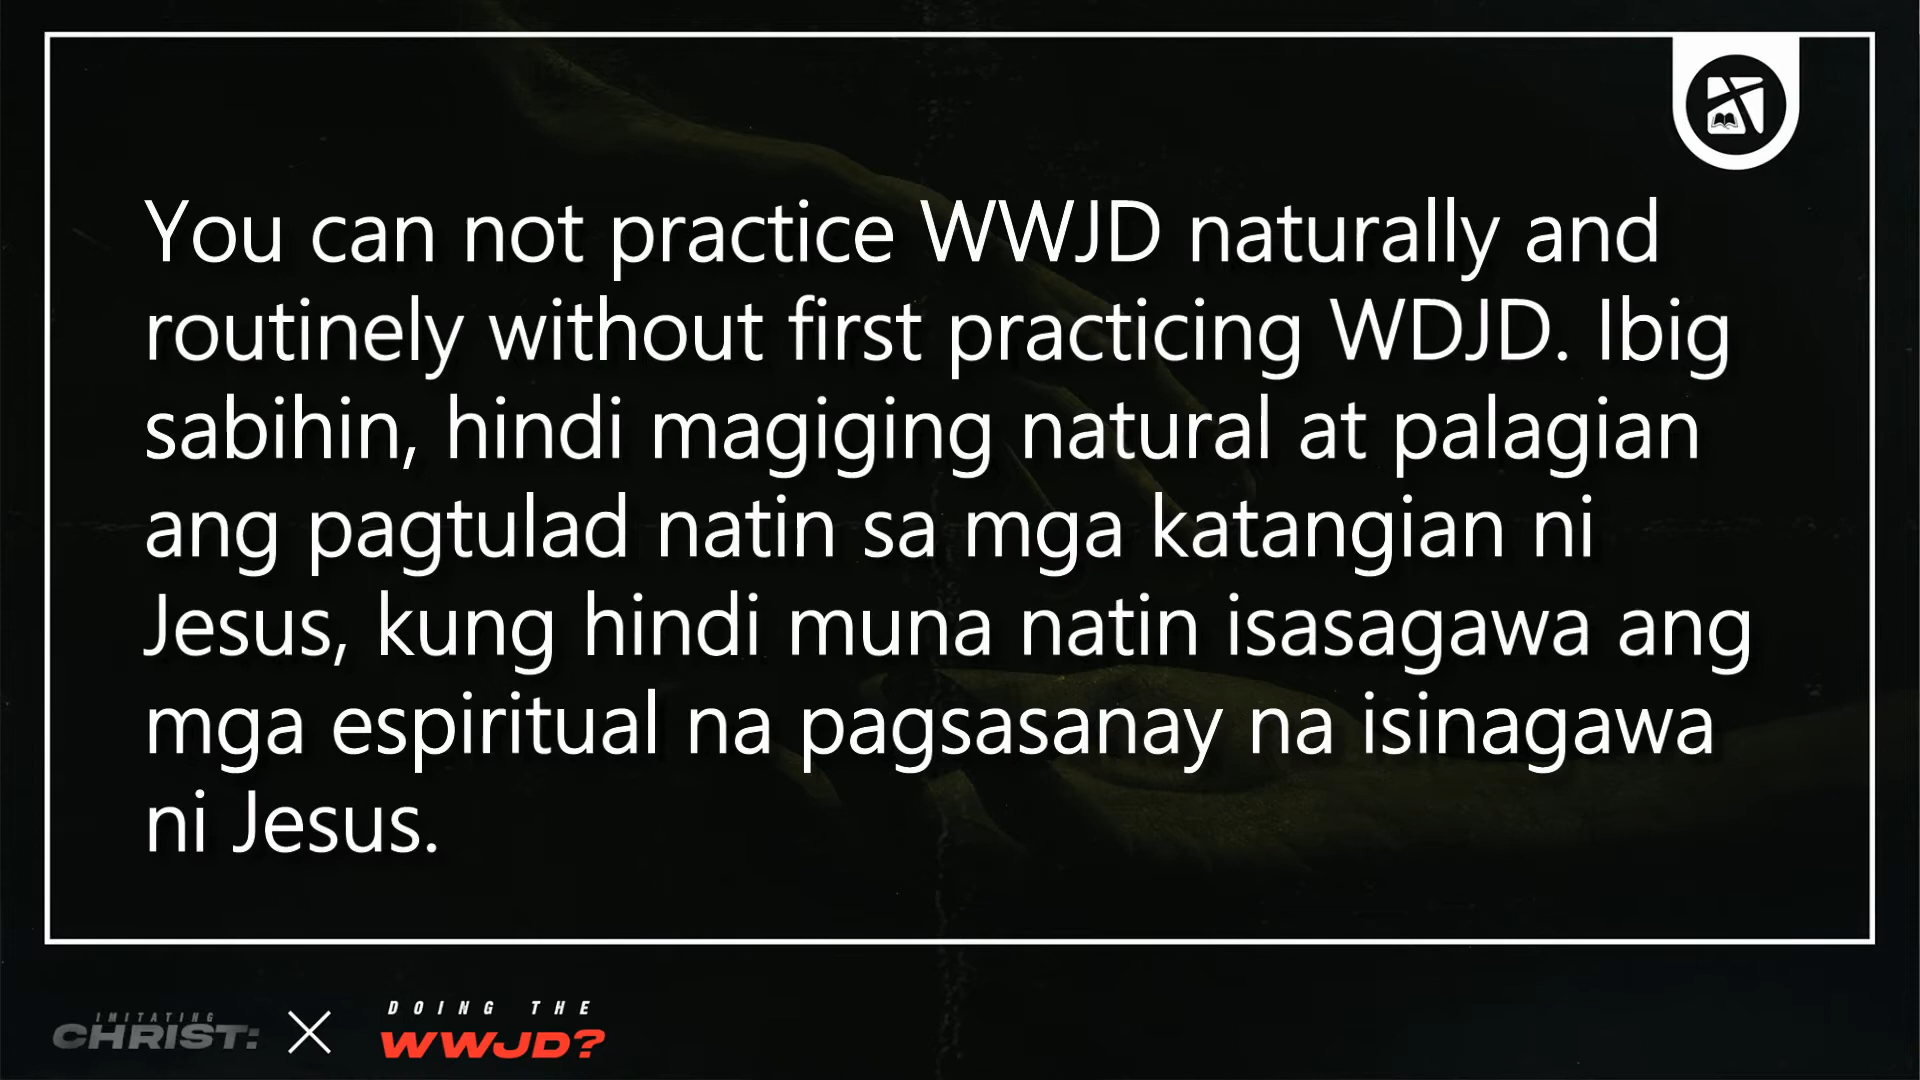 You can not practice WWJD naturally and
routinely without first practicing WDJD. Ibig
sabihin, hindi magiging natural at palagian
ang pagtulad natin sa mga katangian ni
Jesus, kung hindi muna natin isasagawa ang
mga espiritual na pagsasanay na isinagawa
ni Jesus.
IMITATING
CHRIST:
DOING THE
WWJD?